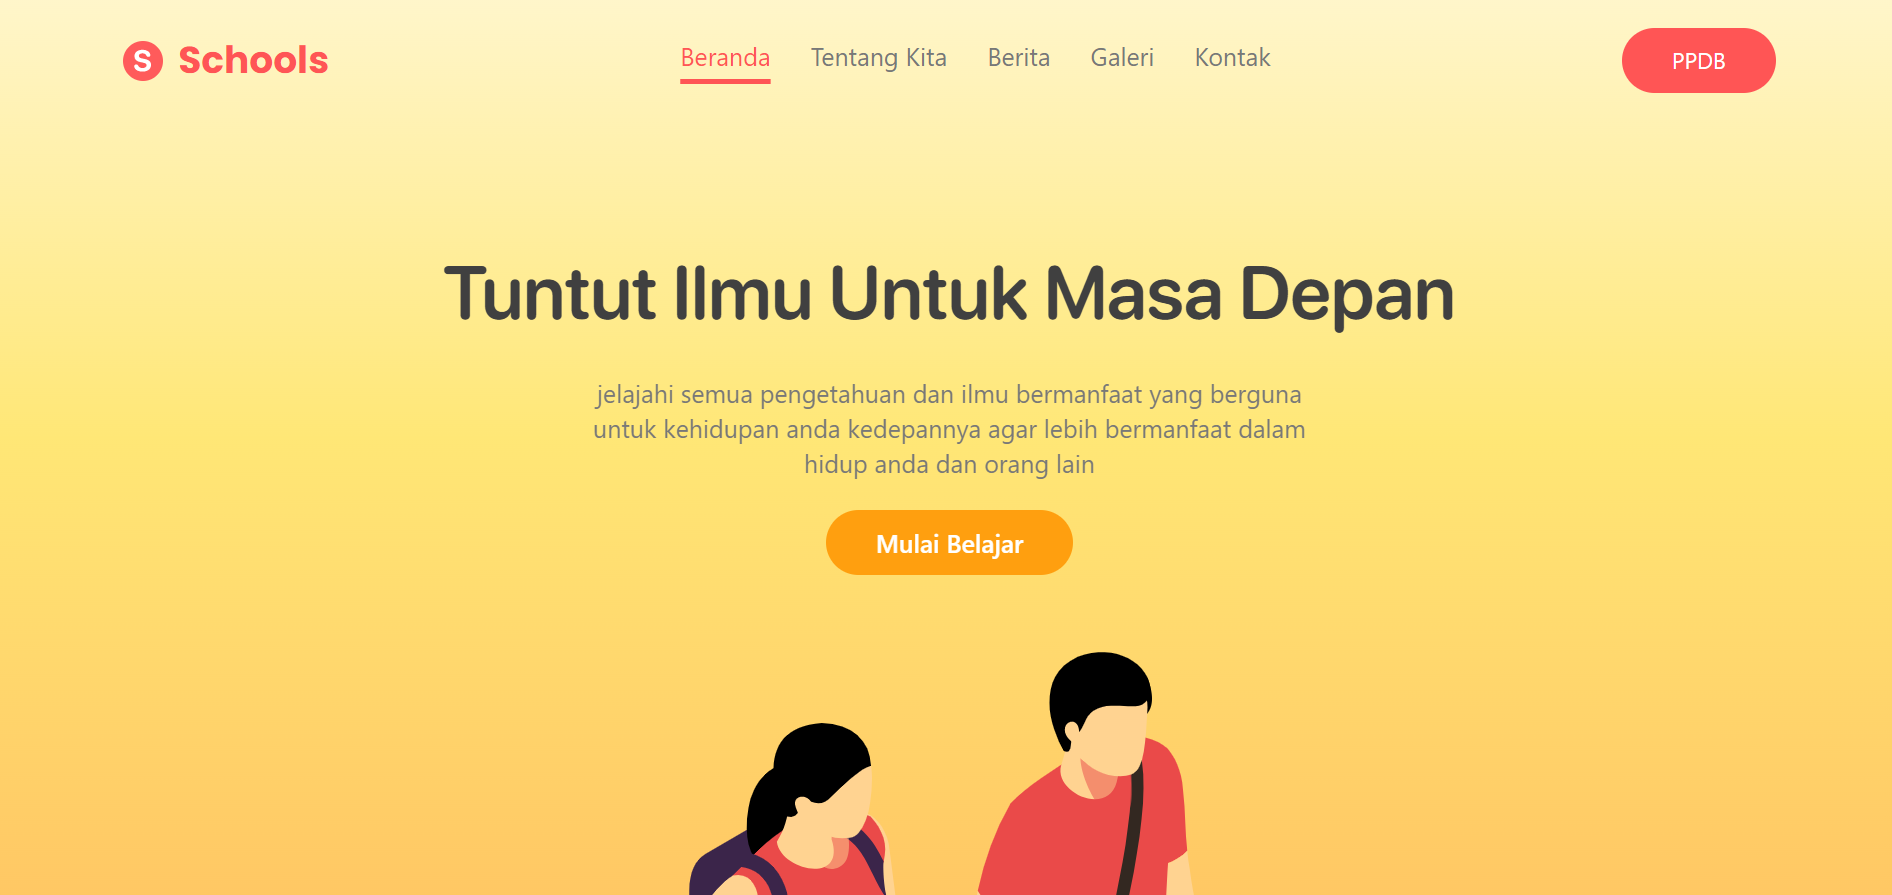 S Schools
Beranda Tentang Kita Berita Galeri Kontak
PPDB
Tuntut Ilmu Untuk Masa Depan
jelajahi semua pengetahuan dan ilmu bermanfaat yang berguna
untuk kehidupan anda kedepannya agar lebih bermanfaat dalam
hidup anda dan orang lain
Mulai Belajar